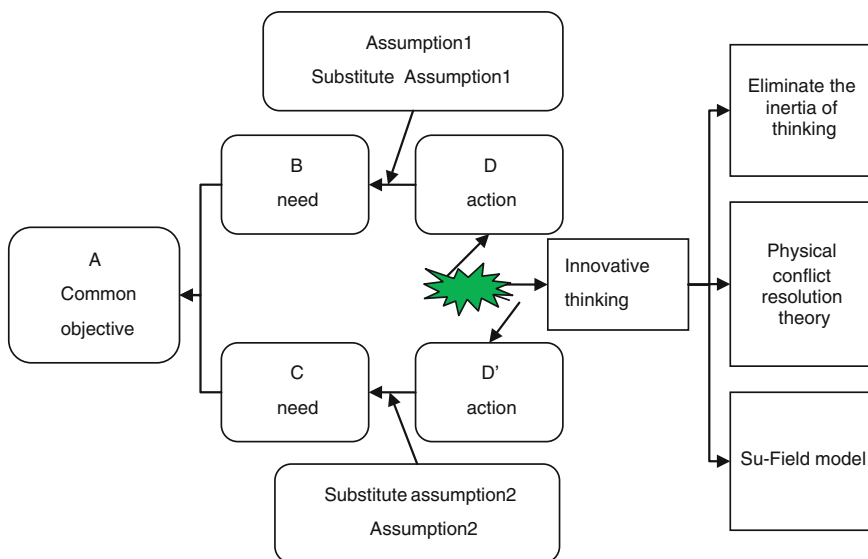 Assumption1
Substitute Assumption1
Eliminate the
inertia of
thinking
B
need
D
action
A
Common
objective
Innovative
thinking
Physical
conflict
resolution
theory
C
need
D'
action
Su-Field model
Substitute assumption2
Assumption2